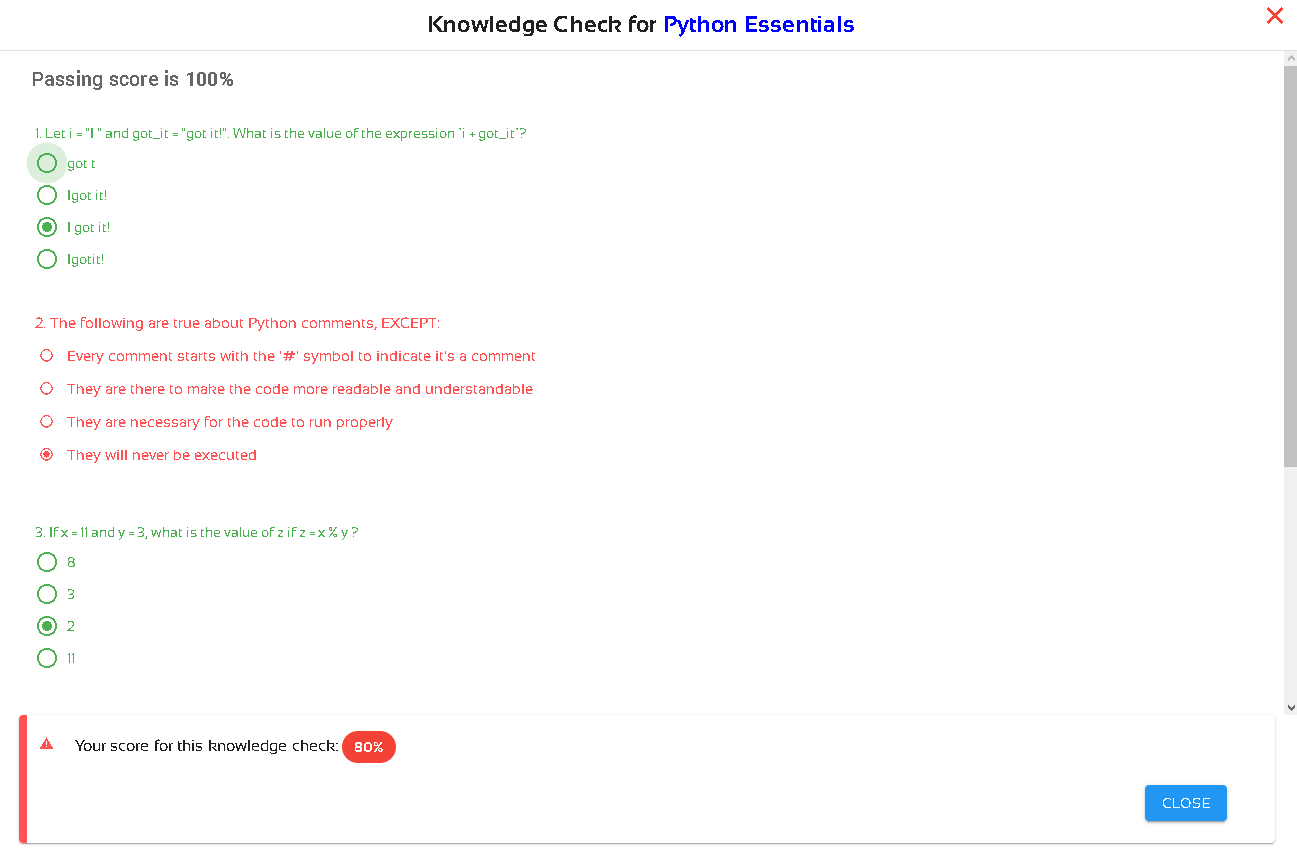 Knowledge Check for Python Essentials
Passing score is 100%
1. Let i = "I " and got_it = "got it!". What is the value of the expression `i + got_it`?
got t
Igot it!
I got it!
Igotit!
2. The following are true about Python comments, EXCEPT:
Every comment starts with the '#' symbol to indicate it's a comment
They are there to make the code more readable and understandable
They are necessary for the code to run properly
They will never be executed
3. If x = 11 and y = 3, what is the value of z if z = x % y ?
8
3
2
11
Your score for this knowledge check: 80%
CLOSE